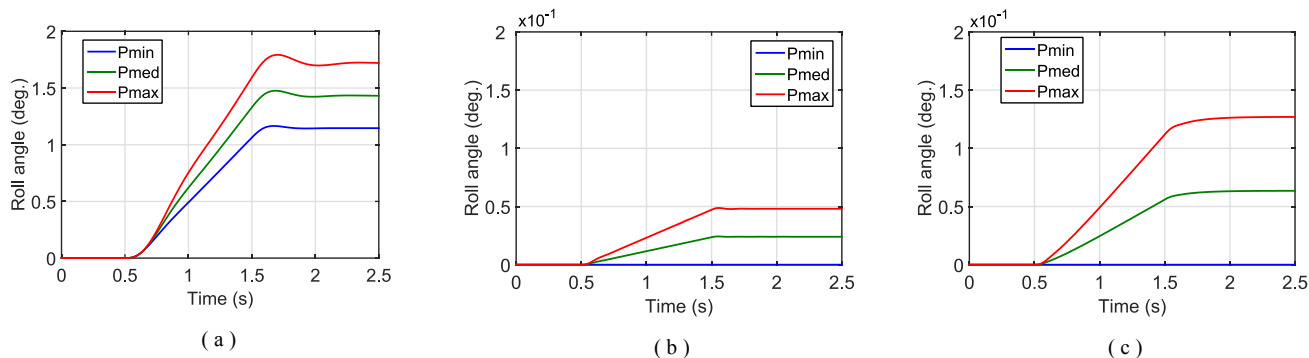 2
1.5
1
0.5
0
Roll angle (deg.)
Pmin
Pmed
Pmax
0 0.5 1 1.5 2 2.5
Time (s)
( a )
x10-1
2
1.5
1
0.5
0
Roll angle (deg.)
Pmin
Pmed
Pmax
0 0.5 1 1.5 2 2.5
Time (s)
( b )
x10-1
2
1.5
1
0.5
0
Roll angle (deg.)
Pmin
Pmed
Pmax
0 0.5 1 1.5 2 2.5
Time (s)
( c )